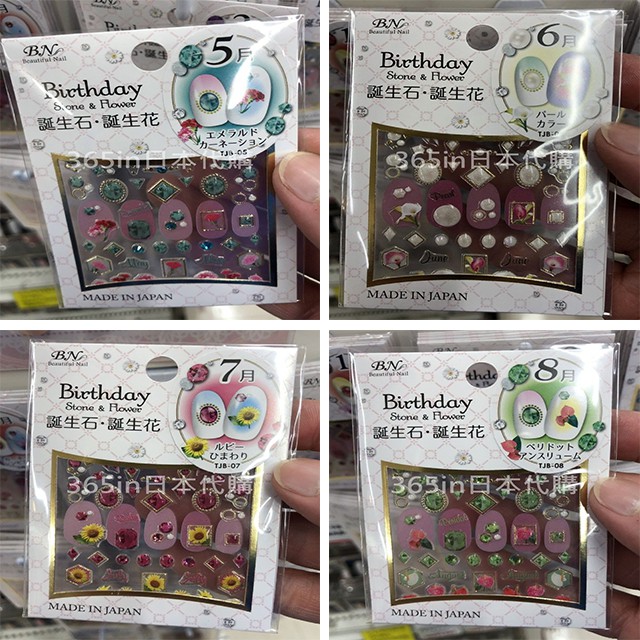 BN
Beautiful-Nail
Birthday
Stone & Flower
誕生石・誕生花
5月
エメラルド
カーネーション
TJB-05
365in日本代購
MADE IN JAPAN
BN
Beautiful-Nail
Birthday
Stone & Flower
誕生石・誕生花
6月
パール
カラー
365in日本代購
June
MADE IN JAPAN
BN
Beautiful-Nail
Birthday
Stone & Flower
誕生石・誕生花
7月
ルビー
ひまわり
TJB-07
365in日本代購
MADE IN JAPAN
BN
Beautiful-Nail
Birthday
Stone & Flower
誕生石・誕生花
8月
ペリドット
アンスリューム
TJB-08
365in日本代購
MADE IN JAPAN